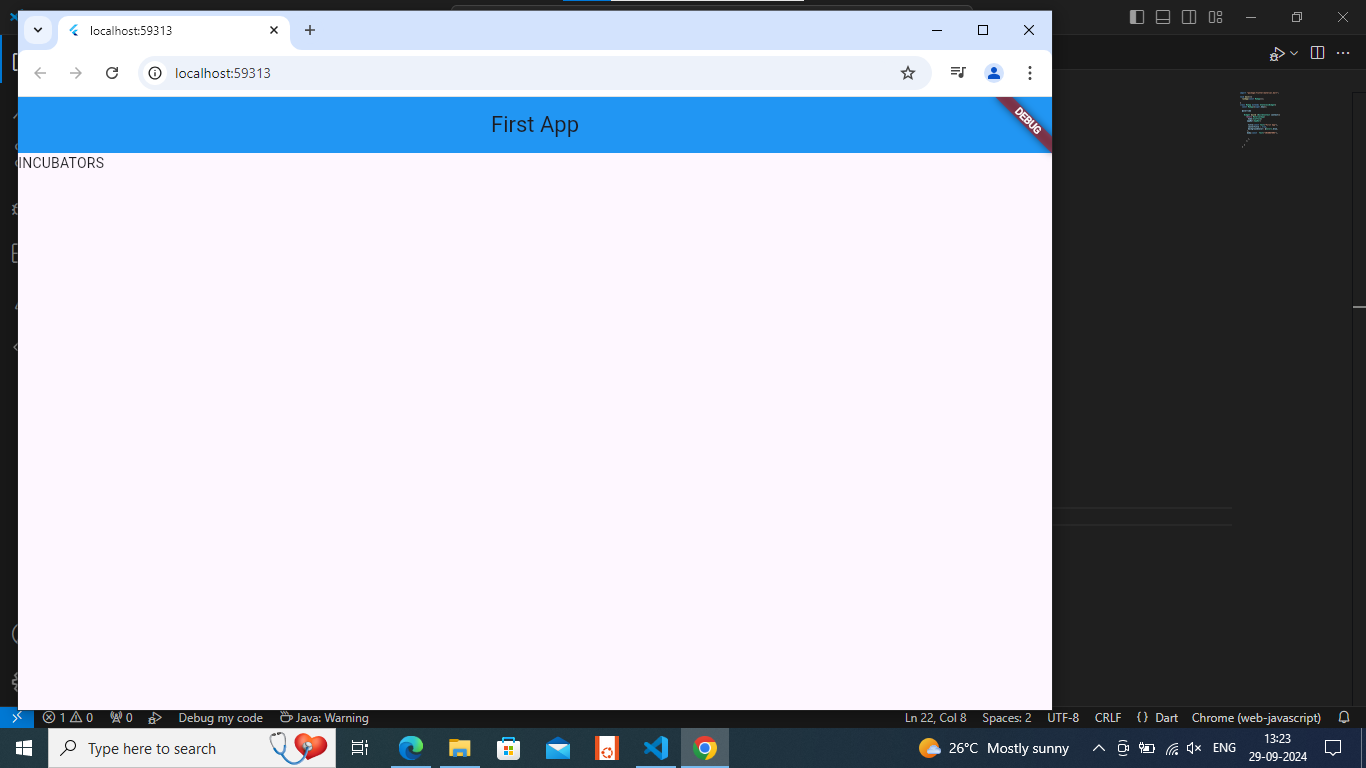 localhost:59313
localhost:59313
First App
DEBUG
INCUBATORS
1 0 0 Debug my code Java: Warning
Ln 22, Col 8 Spaces: 2 UTF-8 CRLF {} Dart Chrome (web-javascript)
Type here to search
26°C Mostly sunny
ENG
13:23
29-09-2024